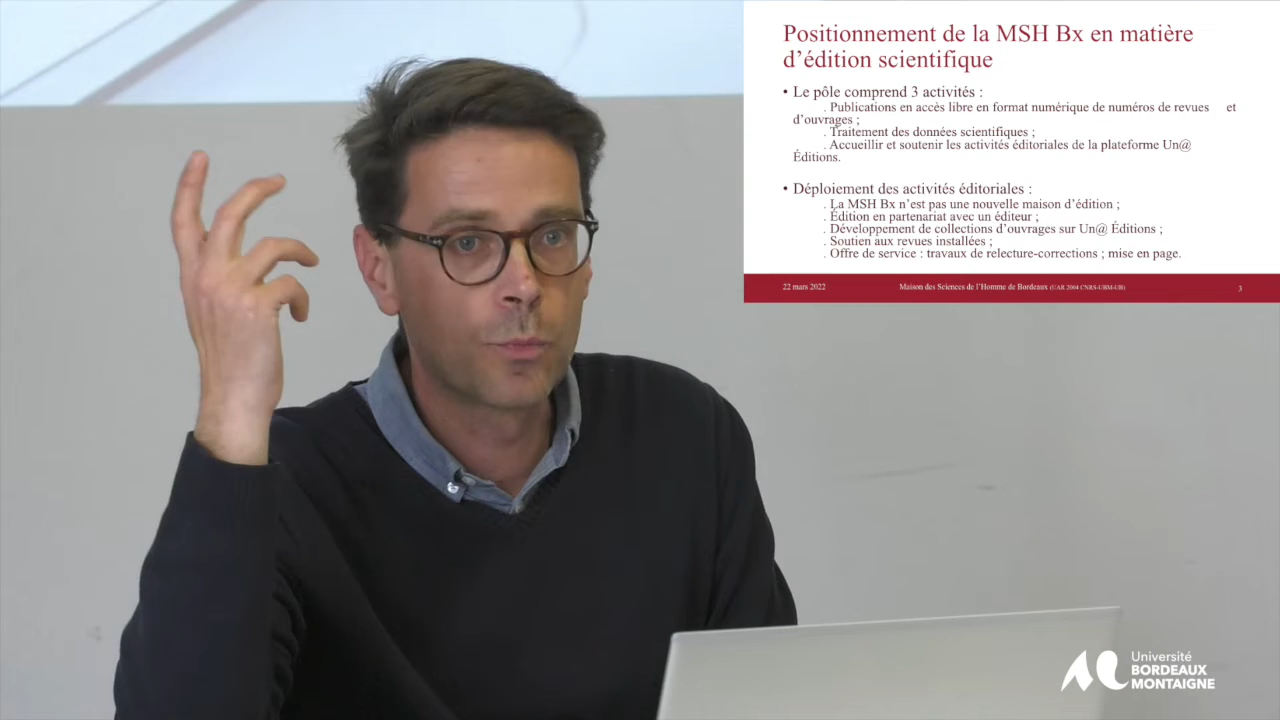 Positionnement de la MSH Bx en matière
d'édition scientifique
• Le pôle comprend 3 activités :
. Publications en accès libre en format numérique de numéros de revues et
d'ouvrages ;
. Traitement des données scientifiques ;
. Accueillir et soutenir les activités éditoriales de la plateforme Un@
Éditions.
• Déploiement des activités éditoriales :
. La MSH Bx n'est pas une nouvelle maison d'édition ;
. Édition en partenariat avec un éditeur ;
. Développement de collections d'ouvrages sur Un@ Éditions ;
. Soutien aux revues installées ;
. Offre de service : travaux de relecture-corrections ; mise en page.
22 mars 2022 Maison des Sciences de l'Homme de Bordeaux (UAR 2004 CNRS-UBM-UB) 3
Université
BORDEAUX
MONTAIGNE